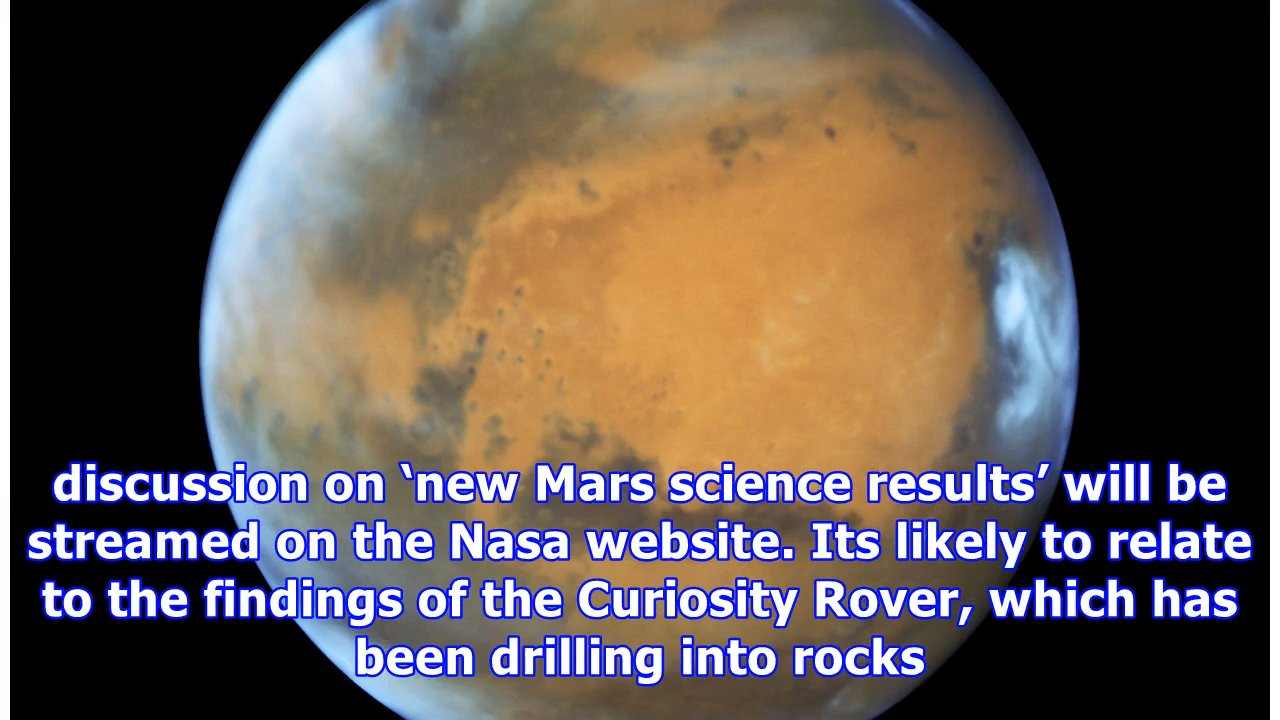 discussion on ‘new Mars science results’ will be
streamed on the Nasa website. Its likely to relate
to the findings of the Curiosity Rover, which has
been drilling into rocks